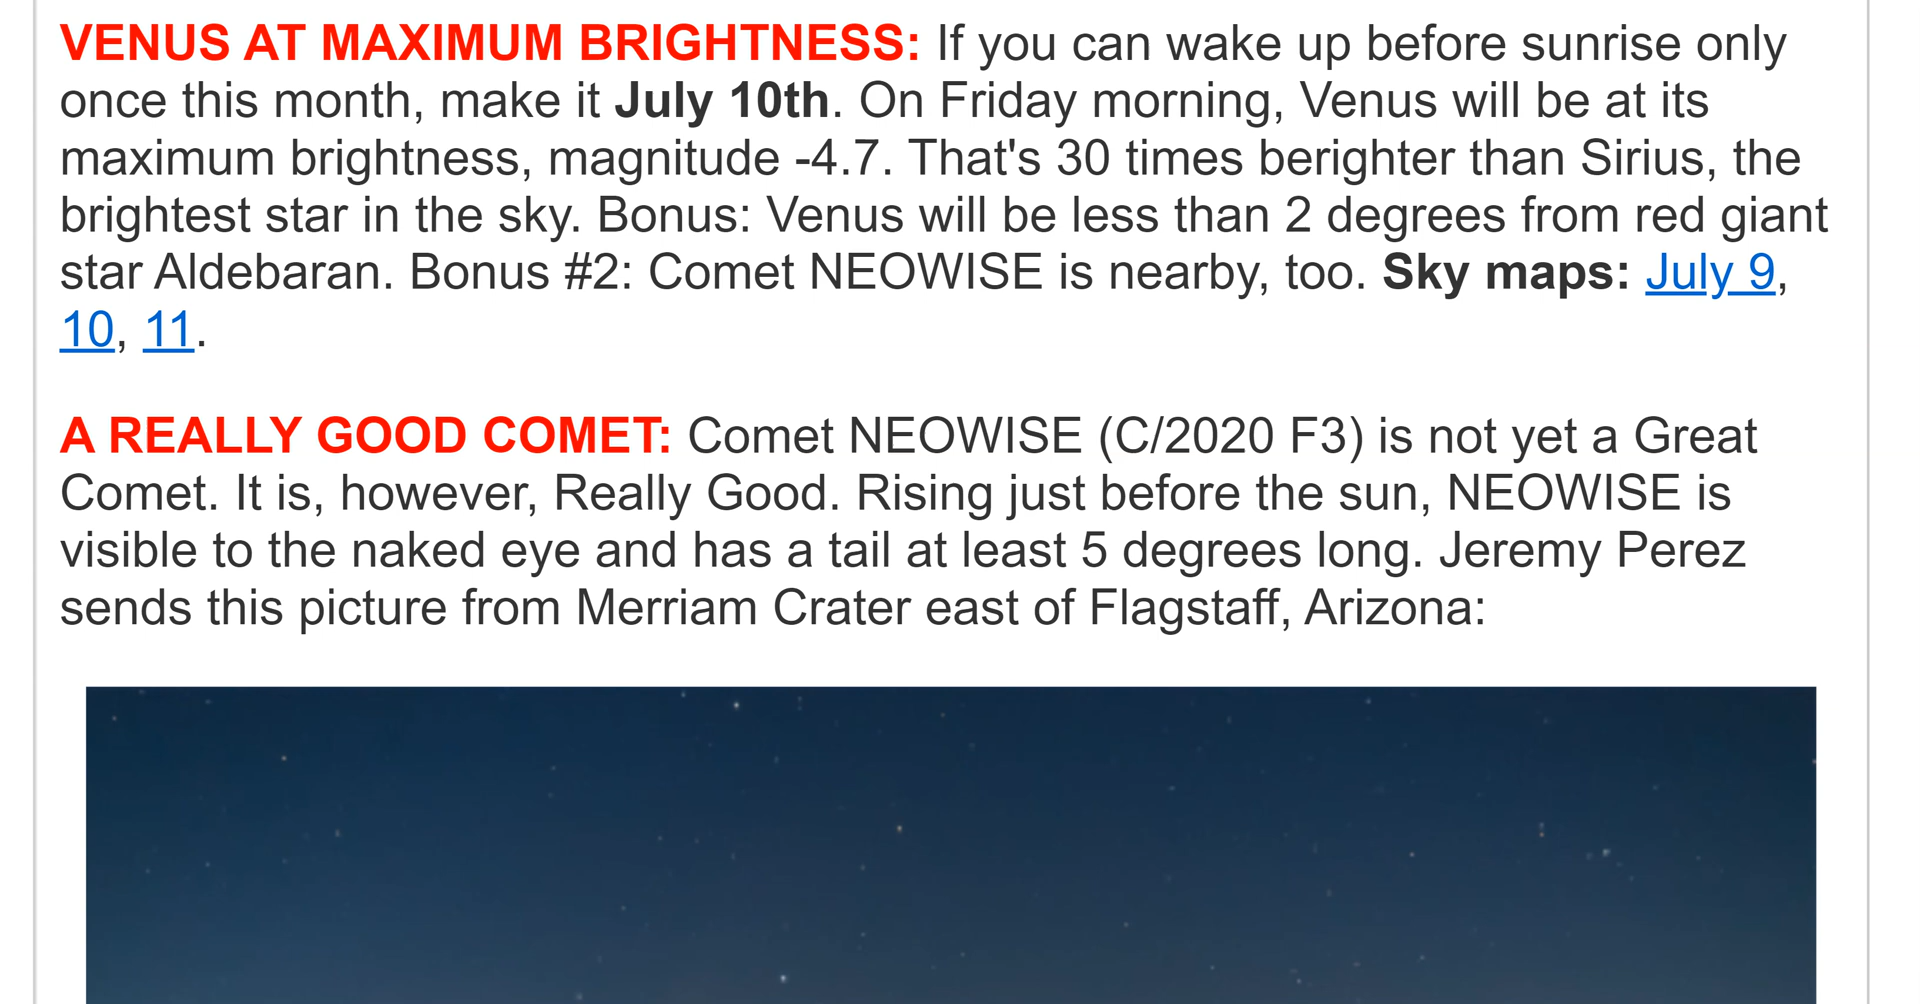 VENUS AT MAXIMUM BRIGHTNESS: If you can wake up before sunrise only
once this month, make it July 10th. On Friday morning, Venus will be at its
maximum brightness, magnitude -4.7. That's 30 times berighter than Sirius, the
brightest star in the sky. Bonus: Venus will be less than 2 degrees from red giant
star Aldebaran. Bonus #2: Comet NEOWISE is nearby, too. Sky maps: July 9,
10, 11.
A REALLY GOOD COMET: Comet NEOWISE (C/2020 F3) is not yet a Great
Comet. It is, however, Really Good. Rising just before the sun, NEOWISE is
visible to the naked eye and has a tail at least 5 degrees long. Jeremy Perez
sends this picture from Merriam Crater east of Flagstaff, Arizona: